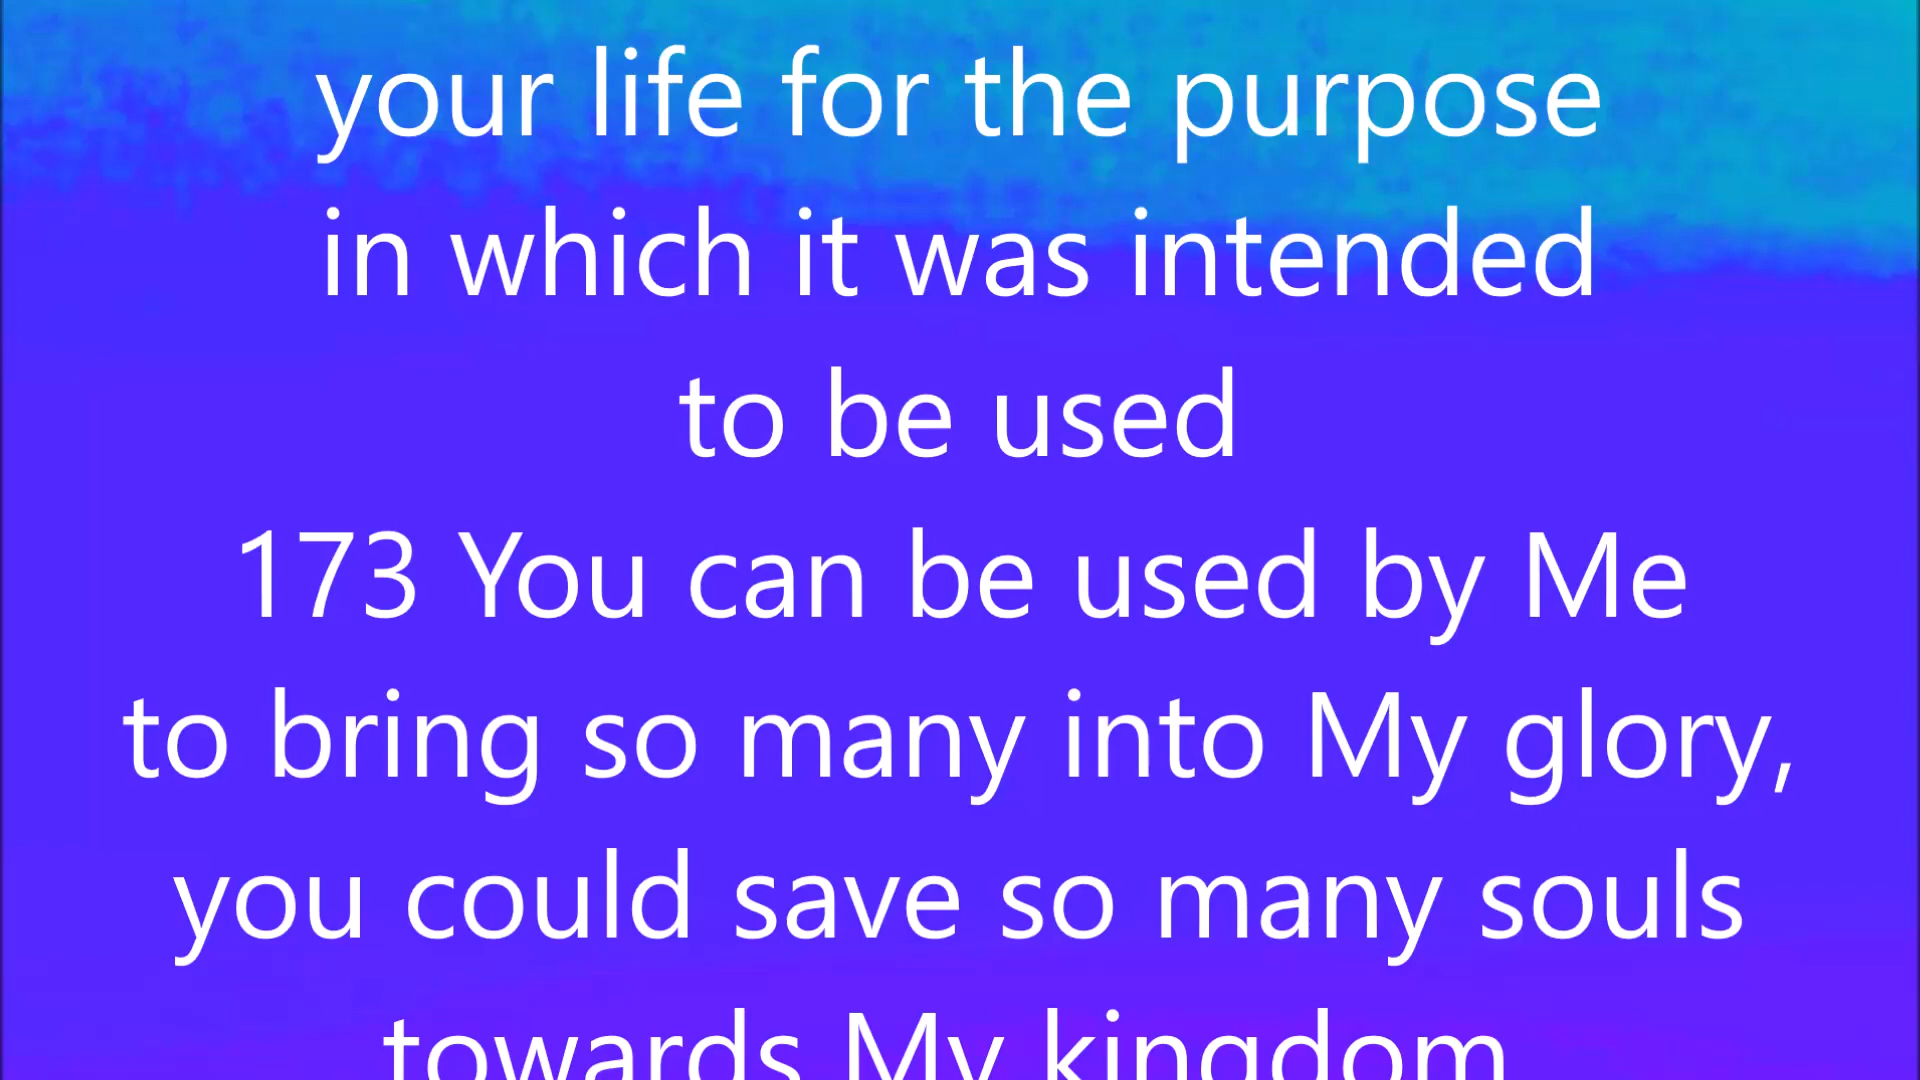 your life for the purpose
in which it was intended
to be used
173 You can be used by Me
to bring so many into My glory,
you could save so many souls
towards My kingdom